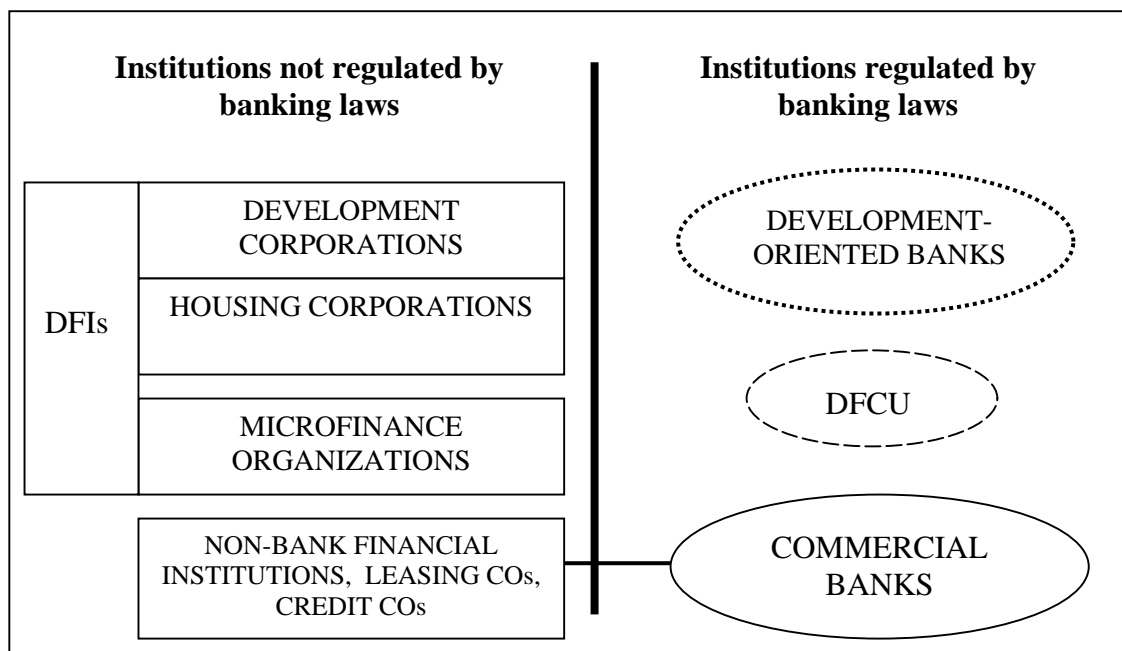 Institutions not regulated by
banking laws
Institutions regulated by
banking laws
DFIs
DEVELOPMENT
CORPORATIONS
HOUSING CORPORATIONS
MICROFINANCE
ORGANIZATIONS
NON-BANK FINANCIAL
INSTITUTIONS, LEASING COs,
CREDIT COs
DEVELOPMENT-
ORIENTED BANKS
DFCU
COMMERCIAL
BANKS